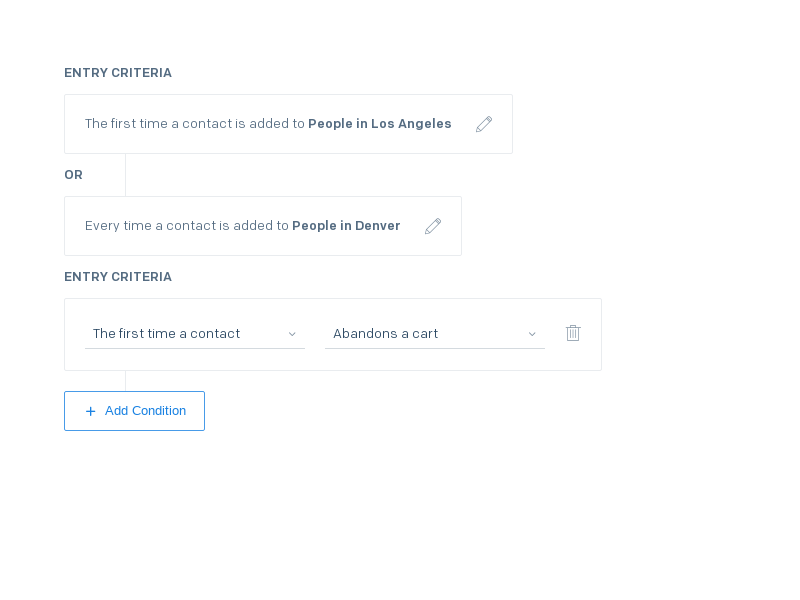 ENTRY CRITERIA
The first time a contact is added to People in Los Angeles
OR
Every time a contact is added to People in Denver
ENTRY CRITERIA
The first time a contact Abandons a cart
+ Add Condition